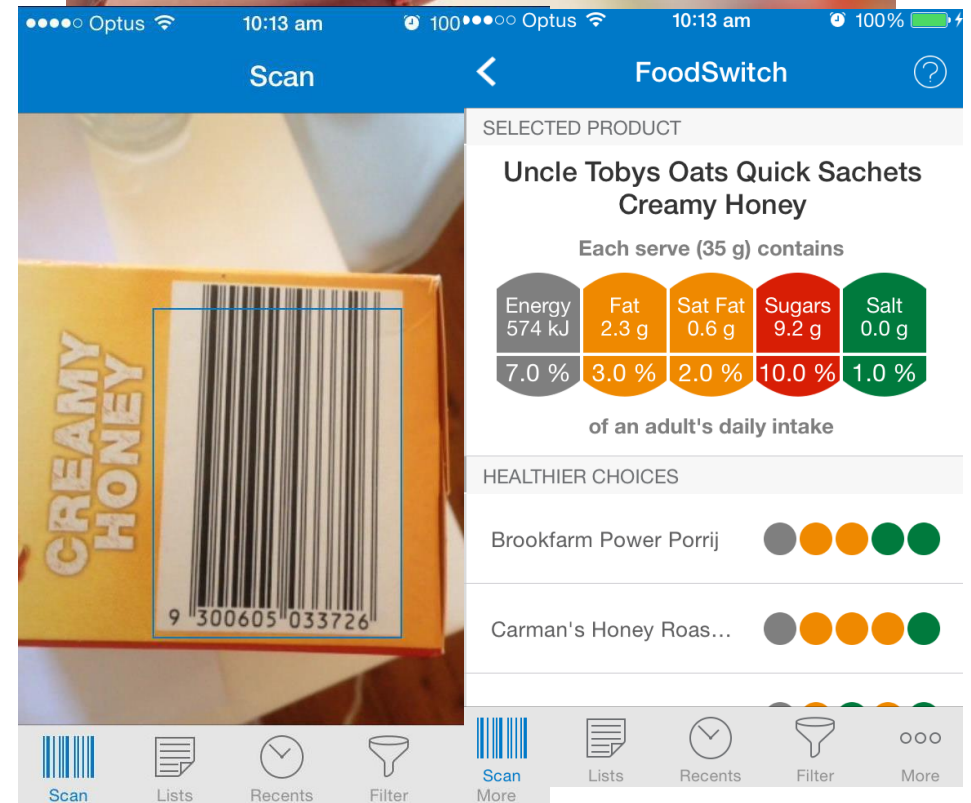 Optus 10:13 am 100
Scan
CREAMY
HONEY
9 300605 033726
Scan Lists Recents Filter More
Optus 10:13 am 100%
FoodSwitch ?
SELECTED PRODUCT
Uncle Tobys Oats Quick Sachets
Creamy Honey
Each serve (35 g) contains
Energy Fat Sat Fat Sugars Salt
574 kJ 2.3 g 0.6 g 9.2 g 0.0 g
7.0 % 3.0 % 2.0 % 10.0 % 1.0 %
of an adult's daily intake
HEALTHIER CHOICES
Brookfarm Power Porrij
Carman's Honey Roas...
Scan Lists Recents Filter More